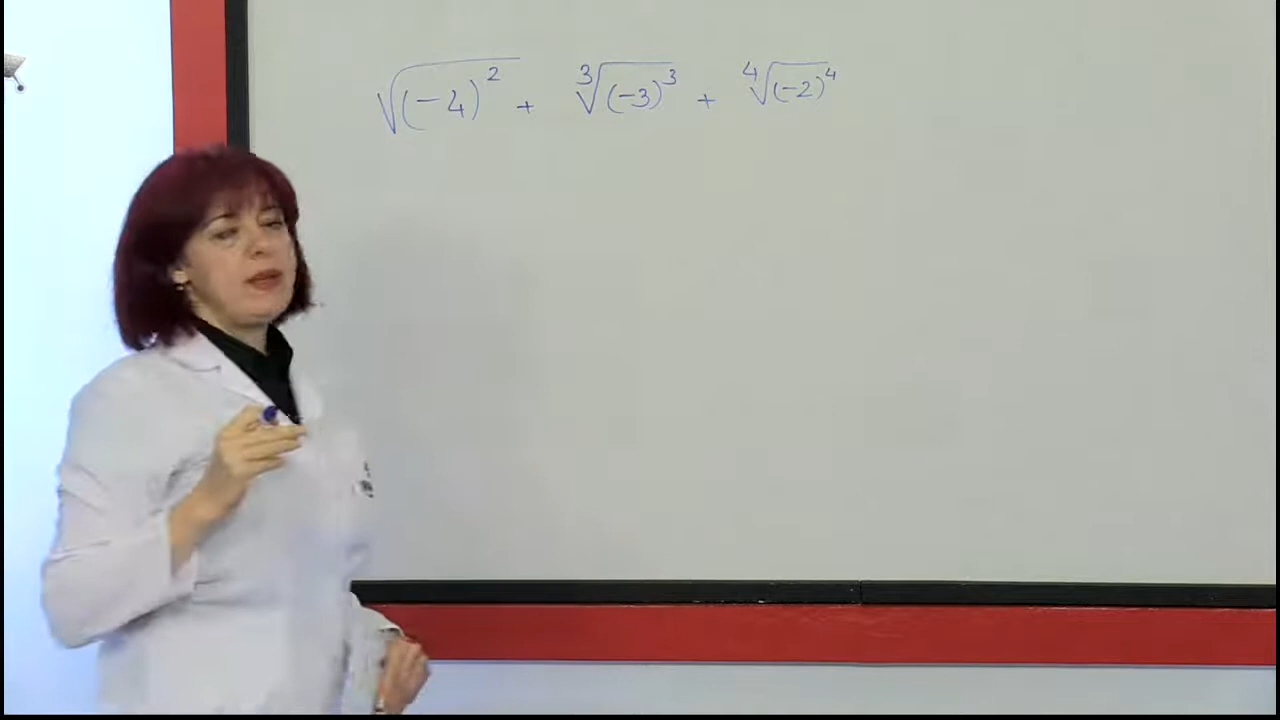 √(-4)² + ³√(-3)³ + ⁴√(-2)⁴